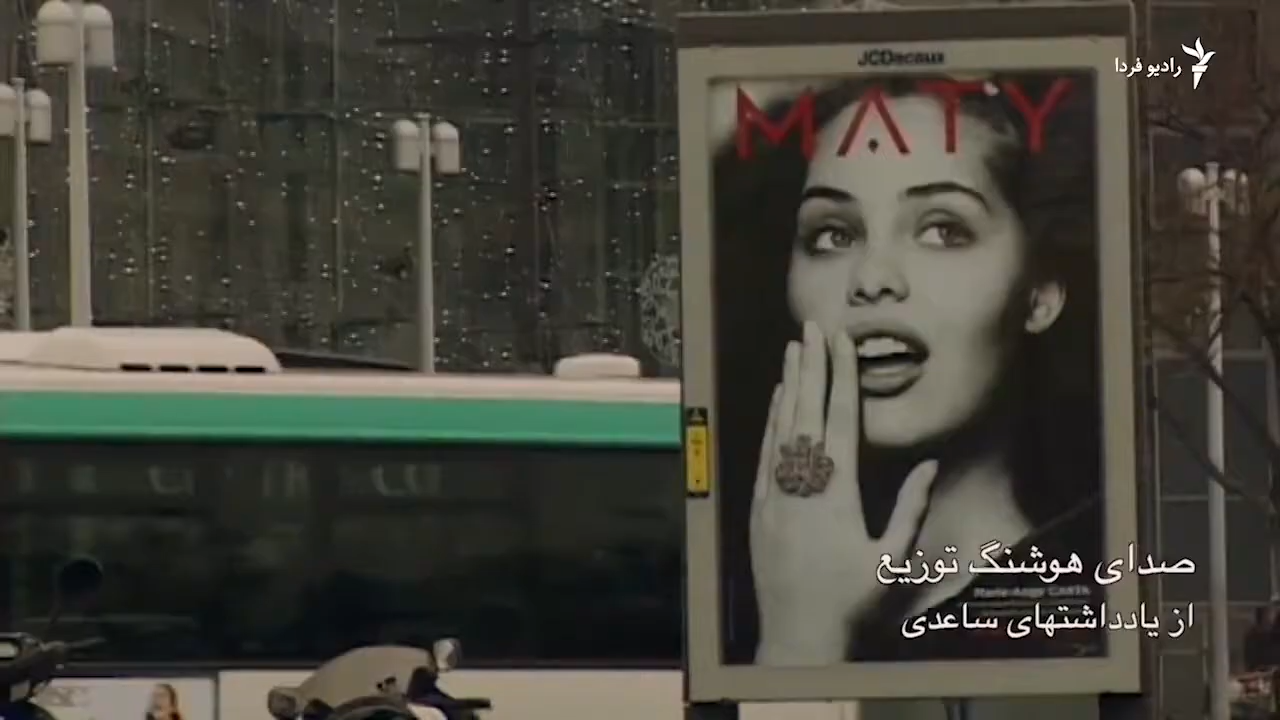 رادیو فردا
JCDecaux
MATY
صدای هوشنگ توزیع
از یادداشتهای ساعدی